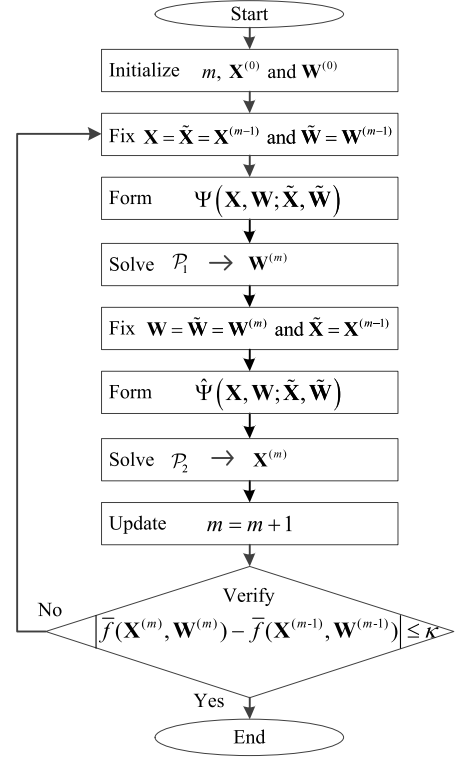 Start
Initialize m, 𝐗⁽⁰⁾ and 𝐖⁽⁰⁾
Fix 𝐗 = 𝐗̃ = 𝐗⁽ᵐ⁻¹⁾ and 𝐖̃ = 𝐖⁽ᵐ⁻¹⁾
Form Ψ(𝐗, 𝐖; 𝐗̃, 𝐖̃)
Solve 𝒫₁ → 𝐖⁽ᵐ⁾
Fix 𝐖 = 𝐖̃ = 𝐖⁽ᵐ⁾ and 𝐗̃ = 𝐗⁽ᵐ⁻¹⁾
Form Ψ̂(𝐗, 𝐖; 𝐗̃, 𝐖̃)
Solve 𝒫₂ → 𝐗⁽ᵐ⁾
Update m = m + 1
Verify
No
|f̅(𝐗⁽ᵐ⁾, 𝐖⁽ᵐ⁾) − f̅(𝐗⁽ᵐ⁻¹⁾, 𝐖⁽ᵐ⁻¹⁾)| ≤ κ
Yes
End